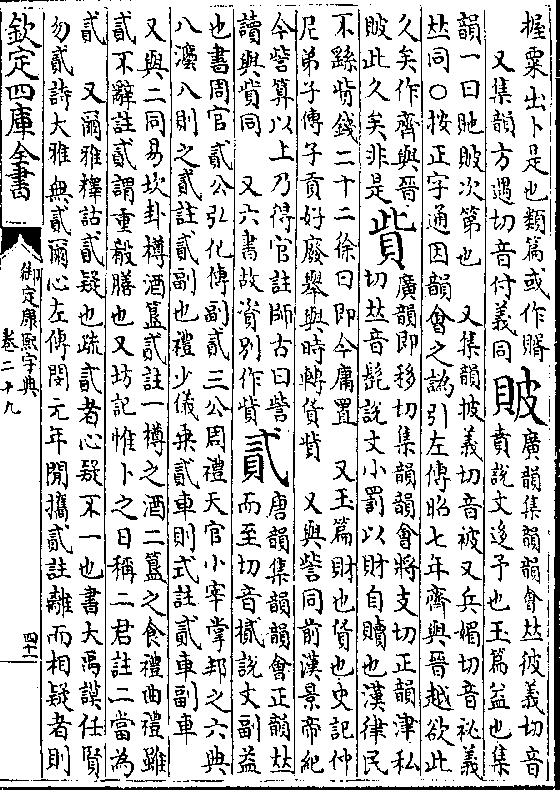 握粟出卜是也類篇或作
又集韻方遇切音付義同
貱
廣韻集韻韻會𠀤彼義切音
賁說文迻予也玉篇益也集
韻一曰貤貱次第也　又集韻披義切音被又兵媚切音祕義
𠀤同○按正字通因韻會之譌引左傳昭七年齊與晉越欲此
久矣作齊與晉
貱此久矣非是
貲
廣韻即移切集韻韻會將支切正韻津私
切𠀤音髭說文小罰以財自贖也漢律民
不繇貲錢二十二徐曰即今庸置　又玉篇財也貨也史記仲
尼弟子傳子貢好廢舉與時轉貨貲　又與訾同前漢景帝紀
今訾算以上乃得官註師古曰訾
讀與貲同　又六書故資別作貲
貳
唐韻集韻韻會正韻𠀤
而至切音樲說文副益
也書周官貳公弘化傳副貳三公周禮天官小宰掌邦之六典
八灋八則之貳註貳副也禮少儀乘貳車則式註貳車副車
又與二同易坎卦樽酒簋貳註一樽之酒二簋之食禮曲禮雖
貳不辭註貳謂重殽膳也又坊記惟卜之日稱二君註二當為
貳　又爾雅釋詁貳疑也疏貳者心疑不一也書大禹謨任賢
勿貳詩大雅無貳爾心左傳閔元年閒攜貳註離而相疑者則
欽定四庫全書
御定康熙字典
卷二十九
四十一